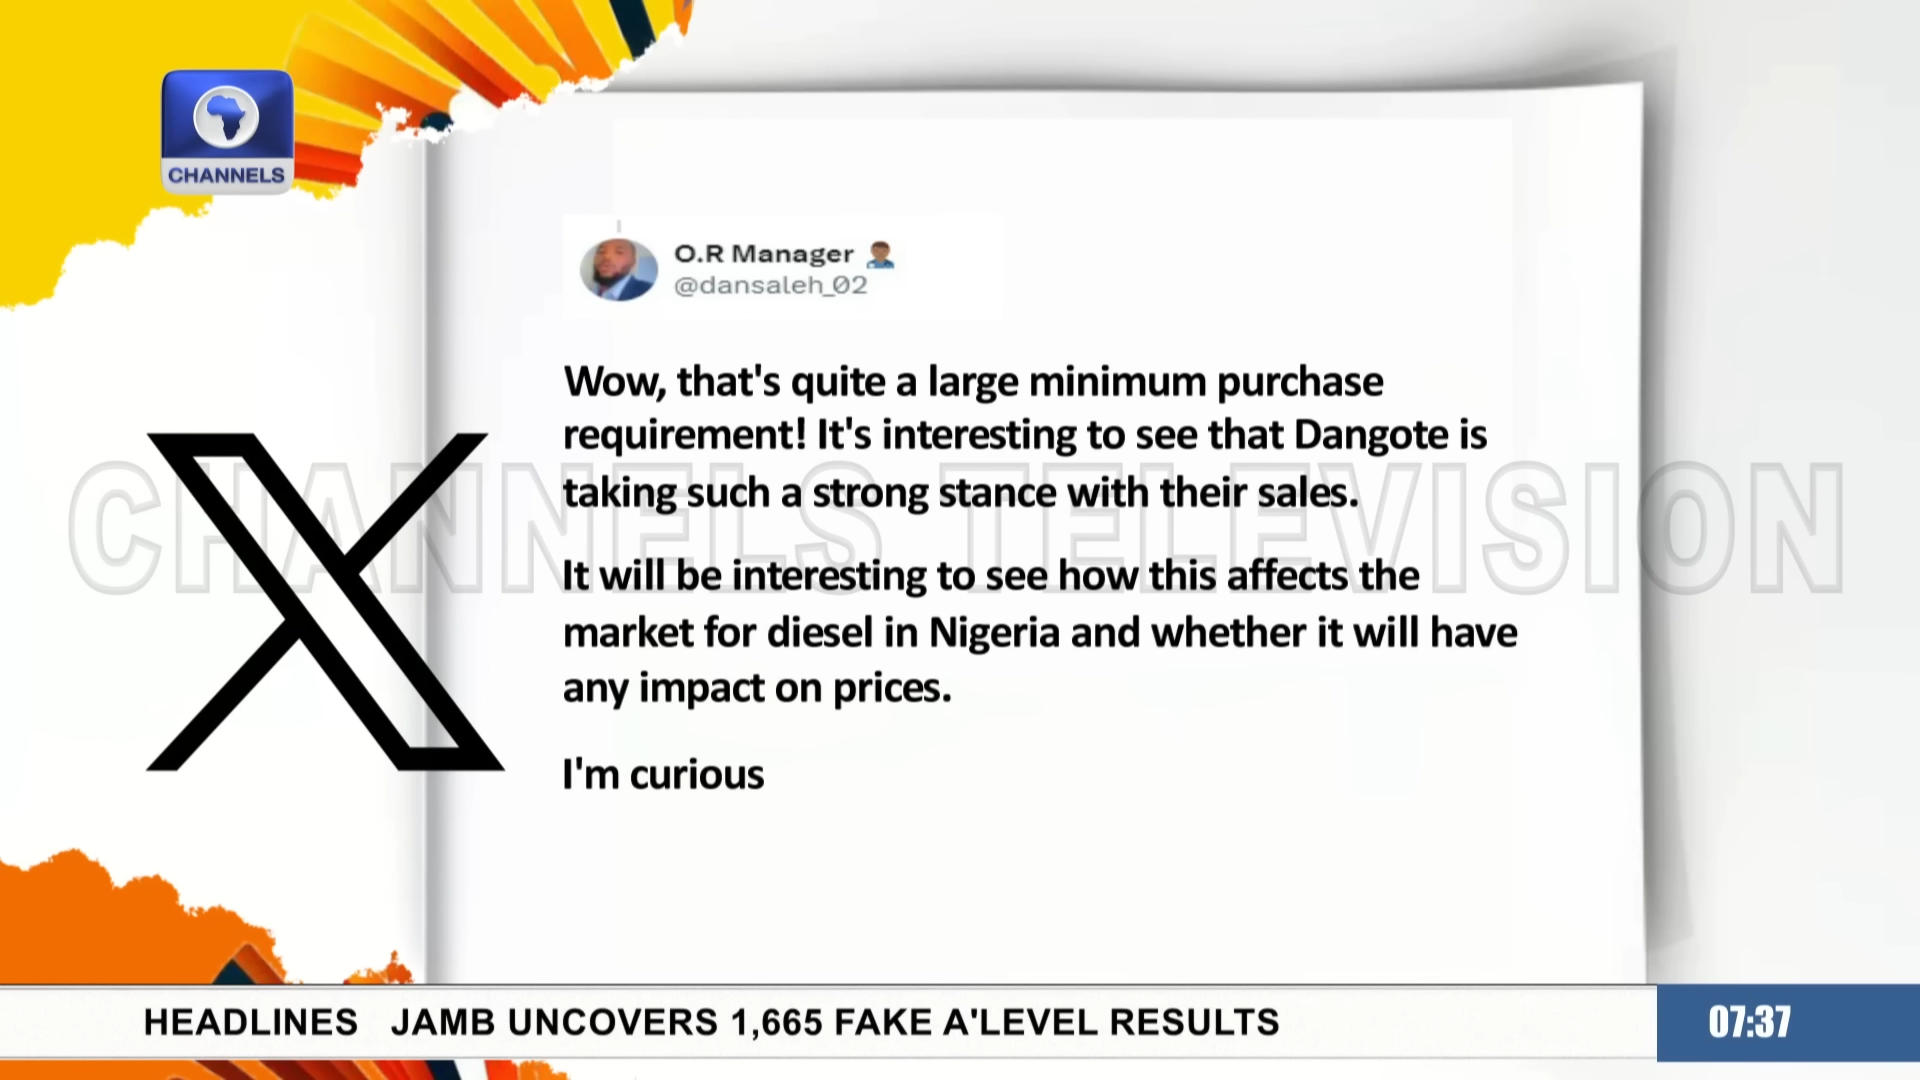 CHANNELS
O.R Manager
@dansaleh_02
Wow, that's quite a large minimum purchase
requirement! It's interesting to see that Dangote is
taking such a strong stance with their sales.
It will be interesting to see how this affects the
market for diesel in Nigeria and whether it will have
any impact on prices.
I'm curious
CHANNELS TELEVISION
HEADLINES JAMB UNCOVERS 1,665 FAKE A'LEVEL RESULTS
07:37